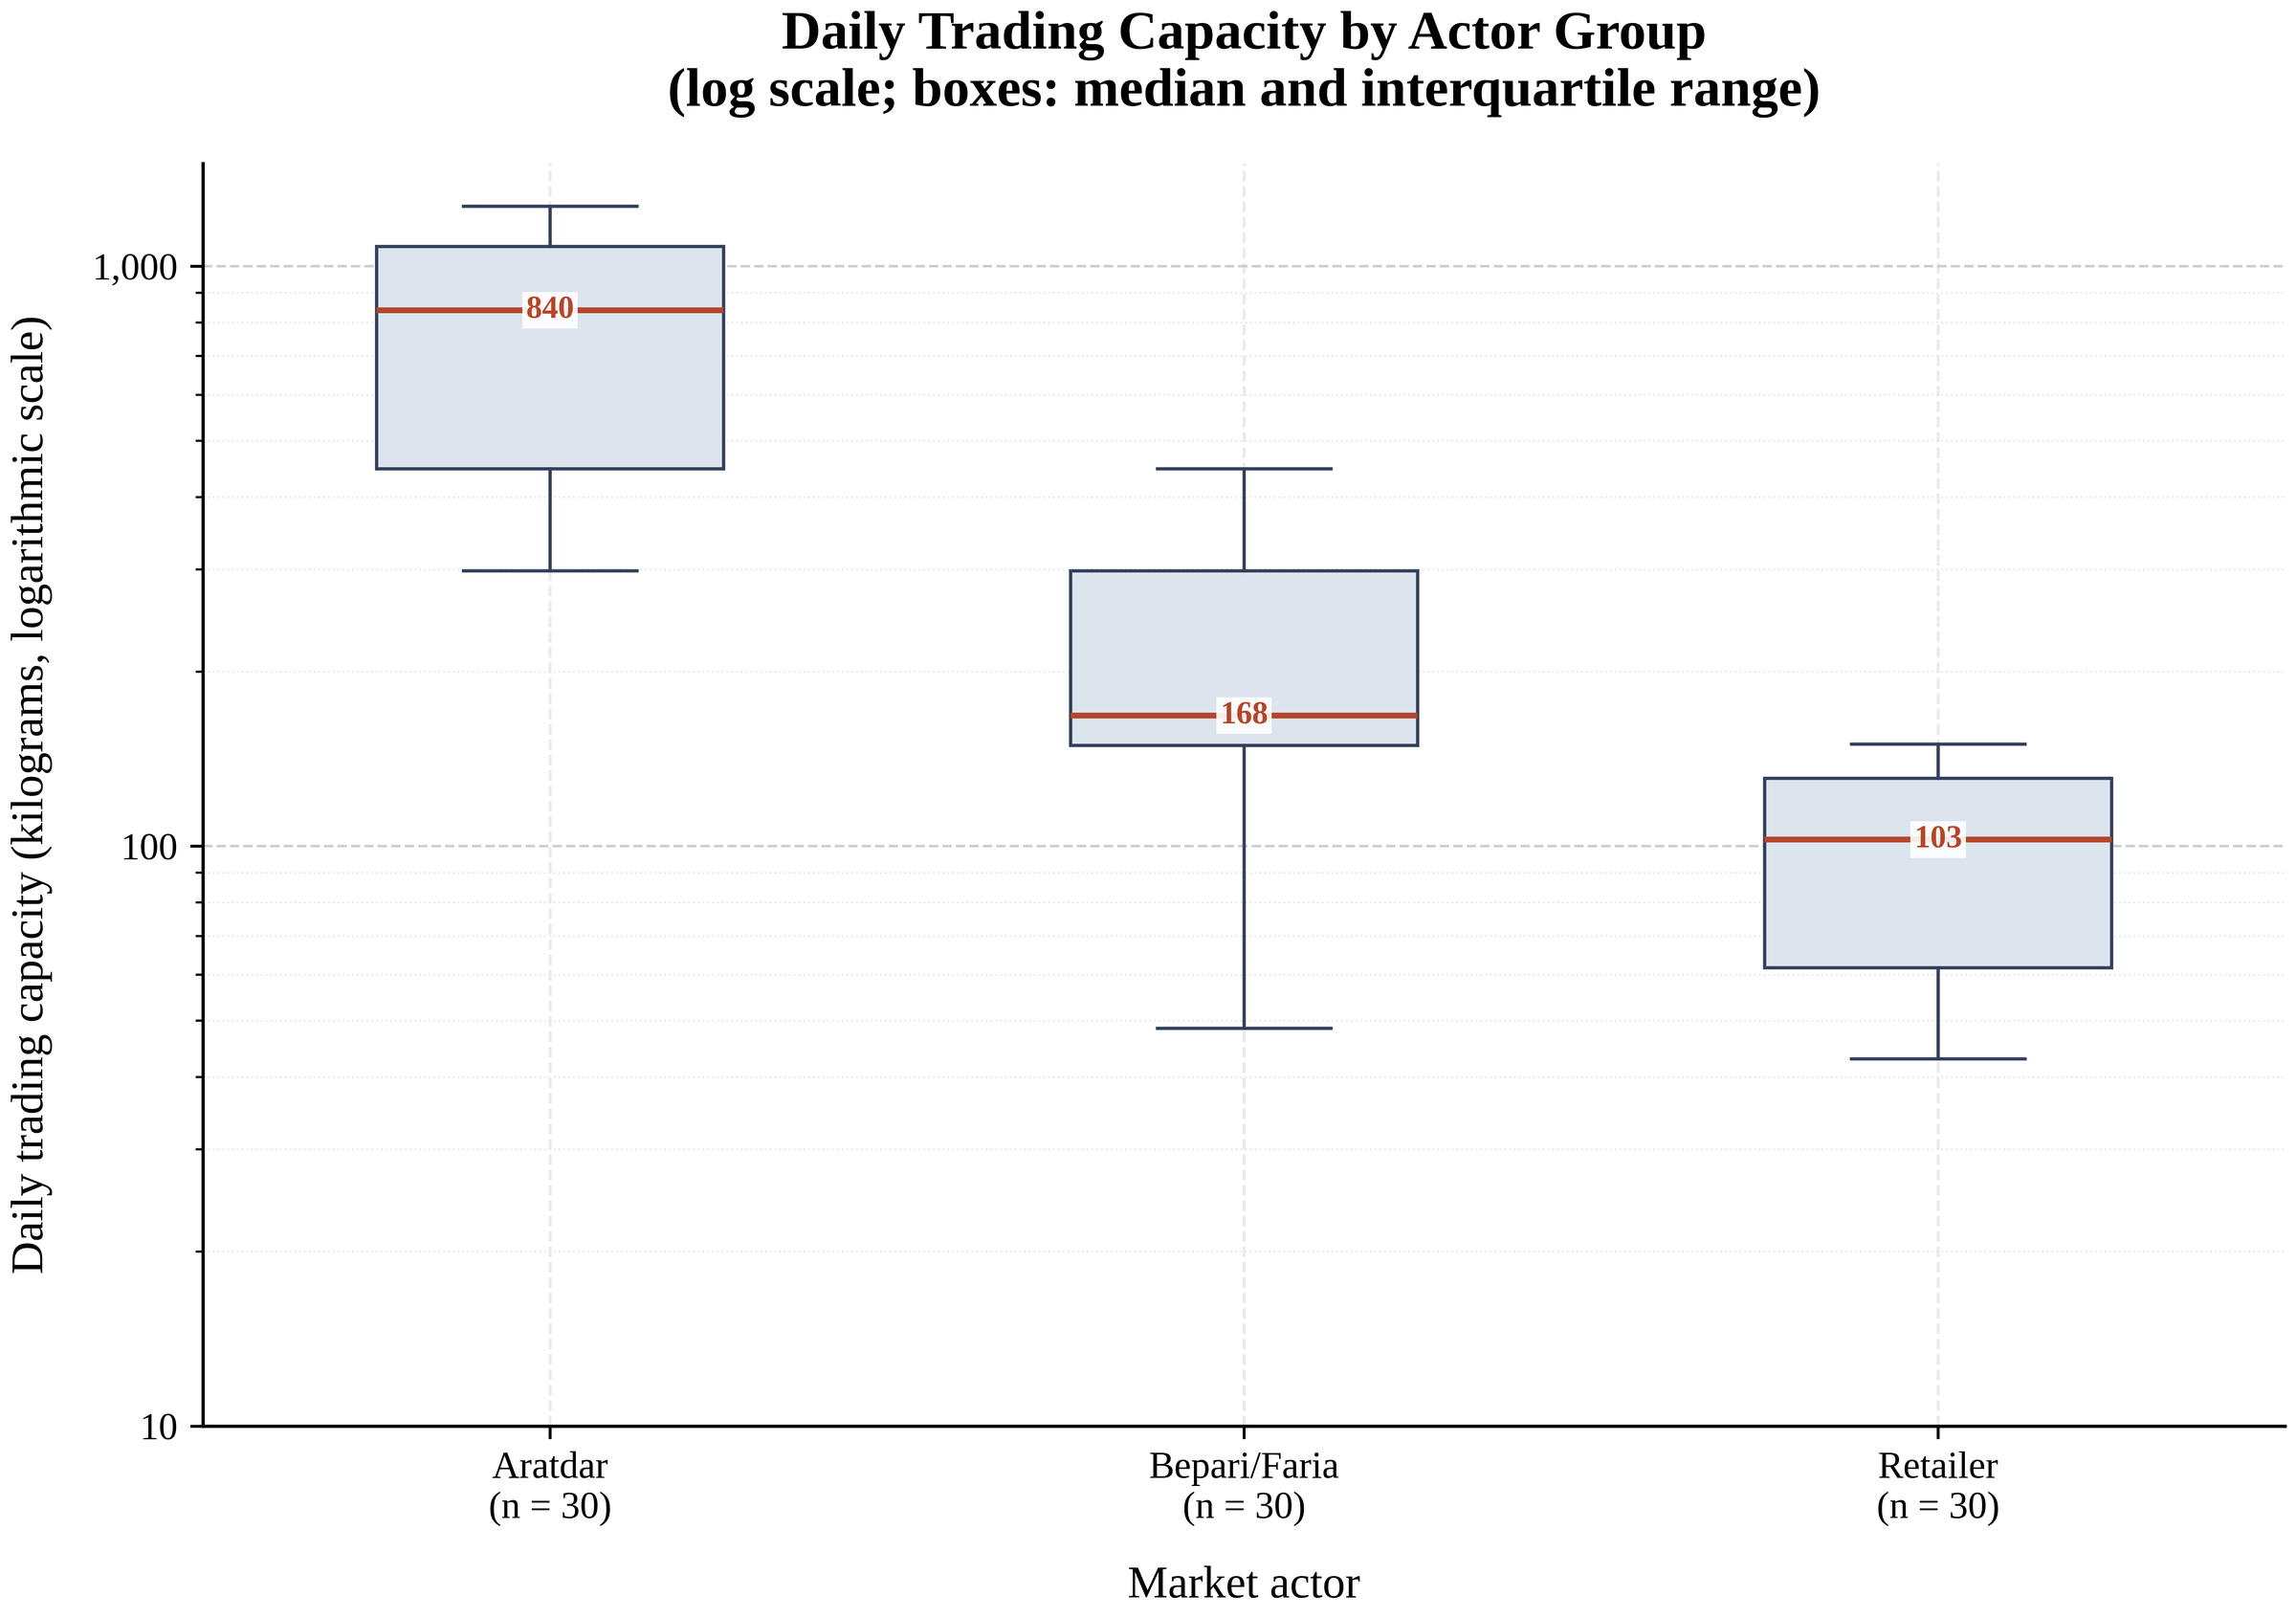 Daily Trading Capacity by Actor Group
(log scale; boxes: median and interquartile range)
Daily trading capacity (kilograms, logarithmic scale)
1,000
100
10
840
168
103
Aratdar
(n = 30)
Bepari/Faria
(n = 30)
Retailer
(n = 30)
Market actor